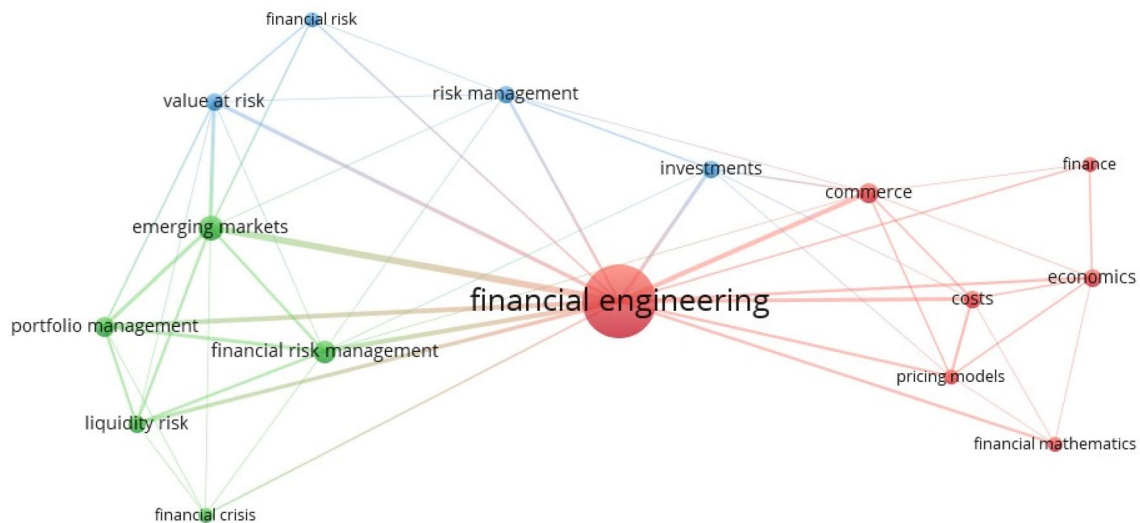 financial risk
value at risk
risk management
investments
finance
commerce
emerging markets
economics
financial engineering
costs
portfolio management
financial risk management
pricing models
liquidity risk
financial mathematics
financial crisis